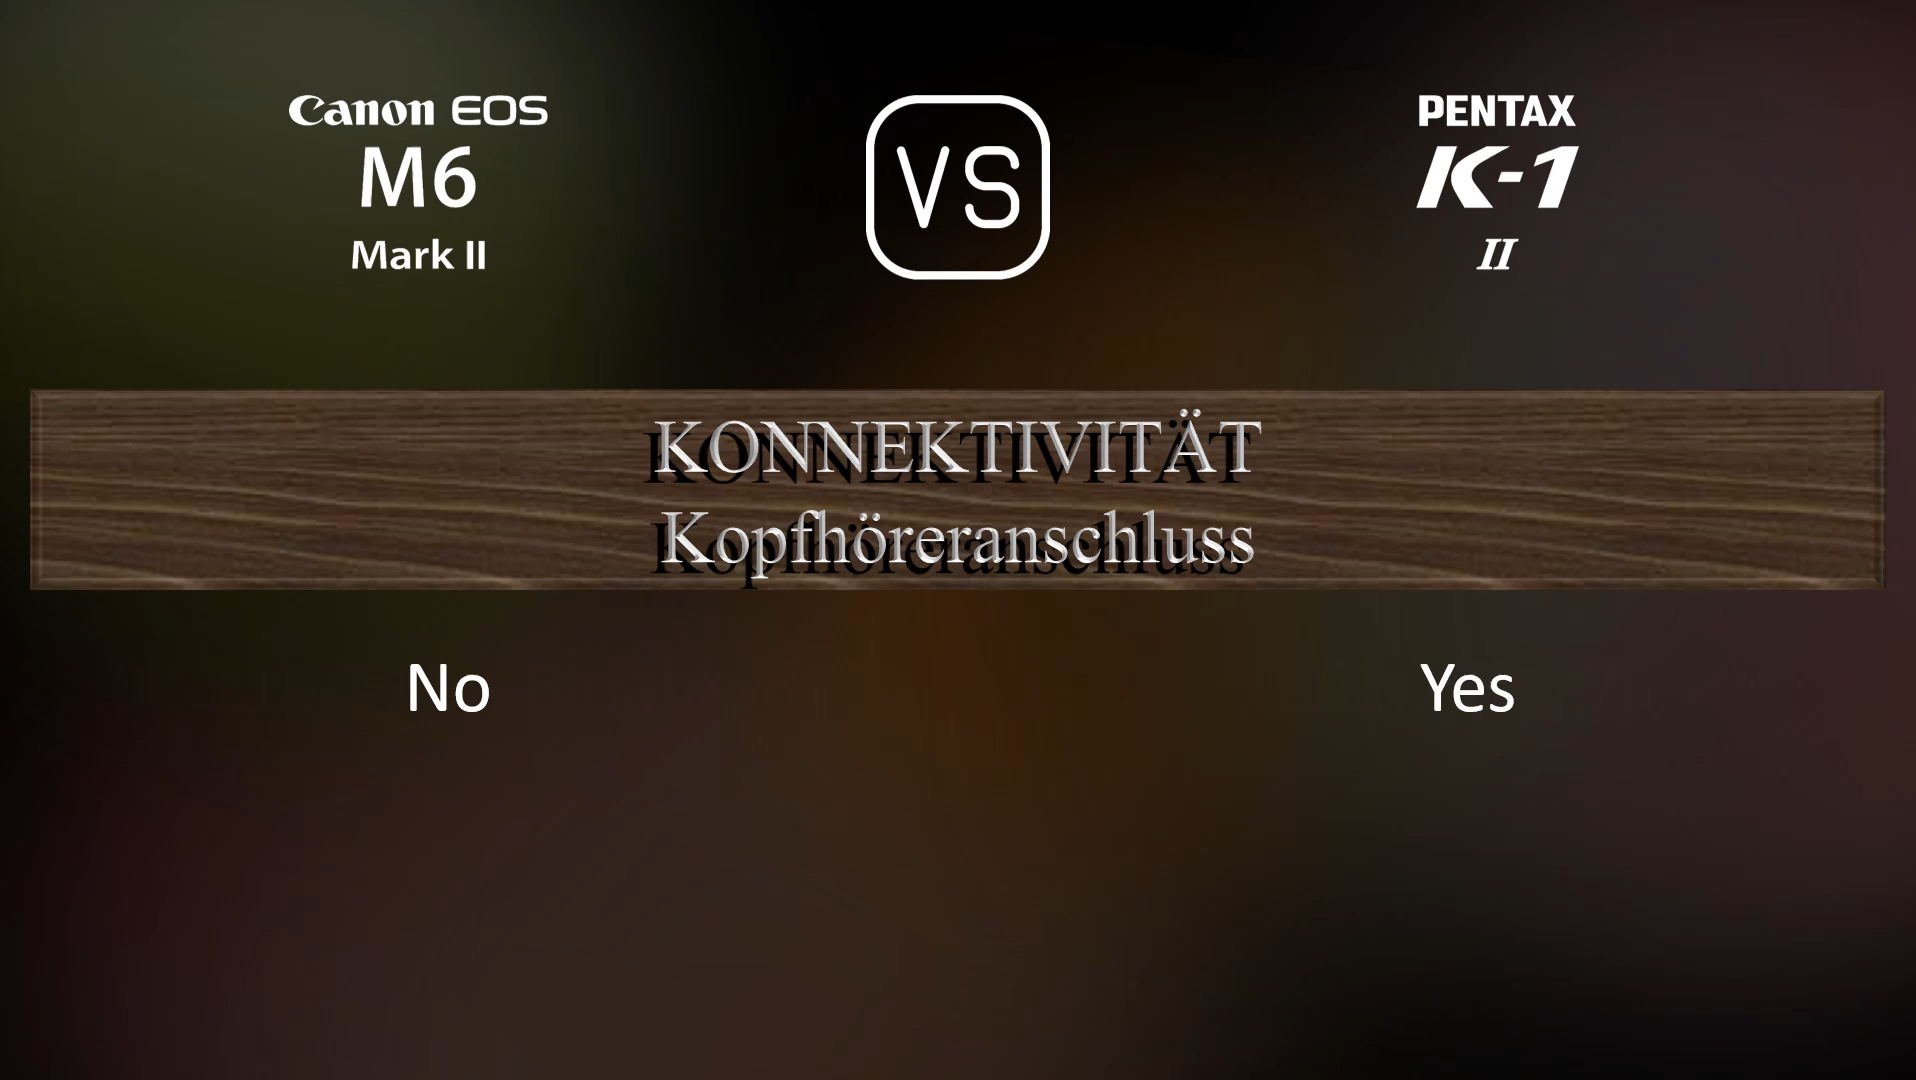 Canon EOS
M6
Mark II
VS
PENTAX
K-1
II
KONNEKTIVITÄT
Kopfhöreranschluss
No
Yes